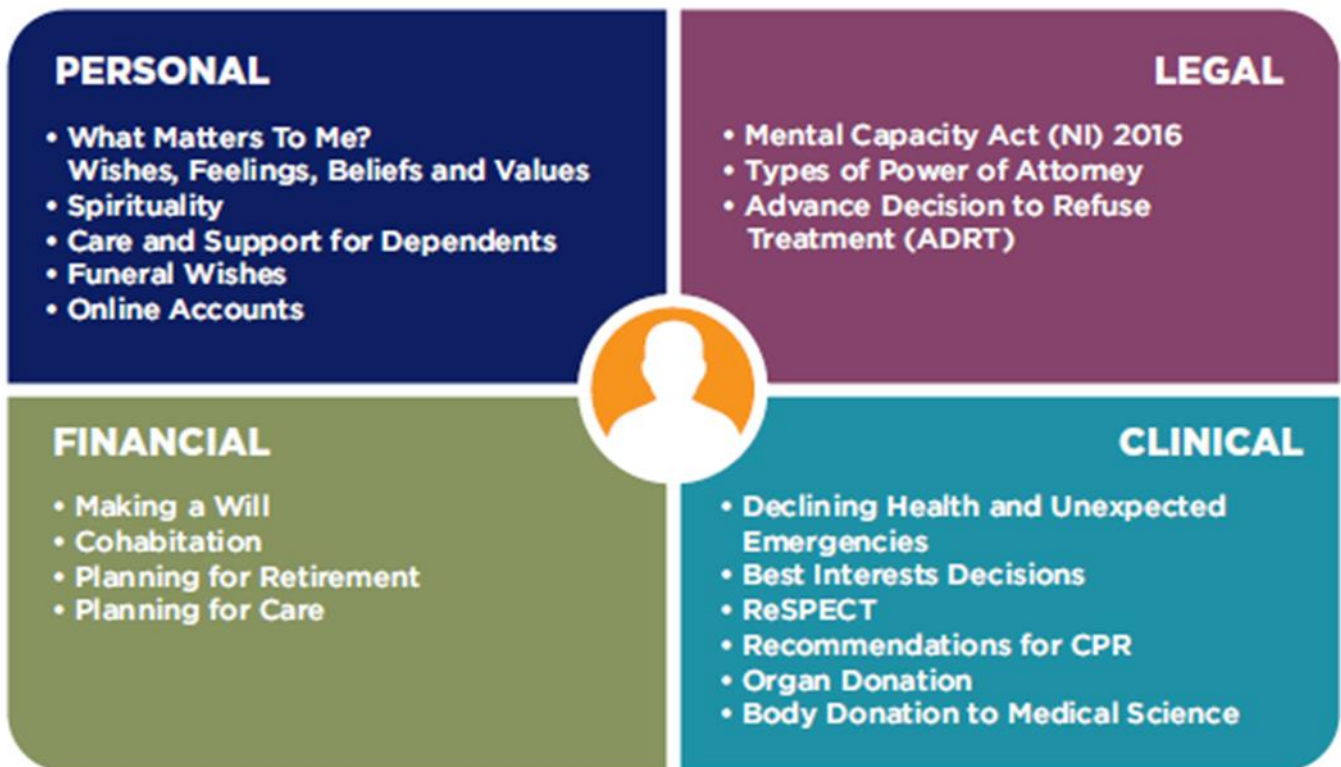 PERSONAL
• What Matters To Me?
Wishes, Feelings, Beliefs and Values
• Spirituality
• Care and Support for Dependents
• Funeral Wishes
• Online Accounts
LEGAL
• Mental Capacity Act (NI) 2016
• Types of Power of Attorney
• Advance Decision to Refuse
Treatment (ADRT)
FINANCIAL
• Making a Will
• Cohabitation
• Planning for Retirement
• Planning for Care
CLINICAL
• Declining Health and Unexpected
Emergencies
• Best Interests Decisions
• ReSPECT
• Recommendations for CPR
• Organ Donation
• Body Donation to Medical Science